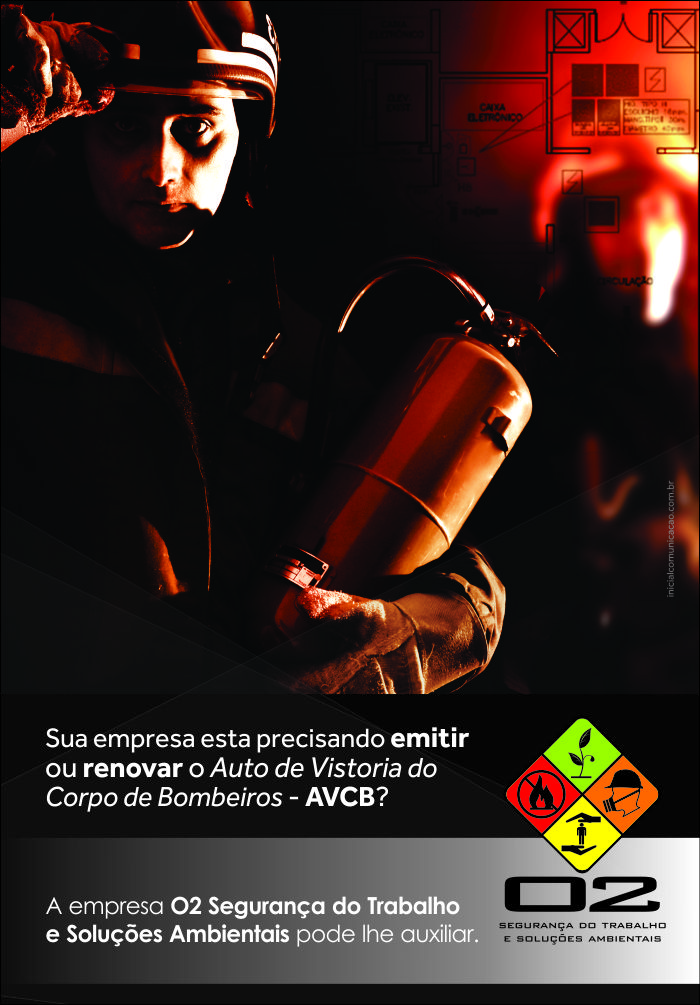 CAIXA
ELETRÔNICO
CIRCULAÇÃO
inicialcomunicacao.com.br
Sua empresa esta precisando emitir
ou renovar o Auto de Vistoria do
Corpo de Bombeiros - AVCB?
A empresa O2 Segurança do Trabalho
e Soluções Ambientais pode lhe auxiliar.
O2
SEGURANÇA DO TRABALHO
E SOLUÇÕES AMBIENTAIS